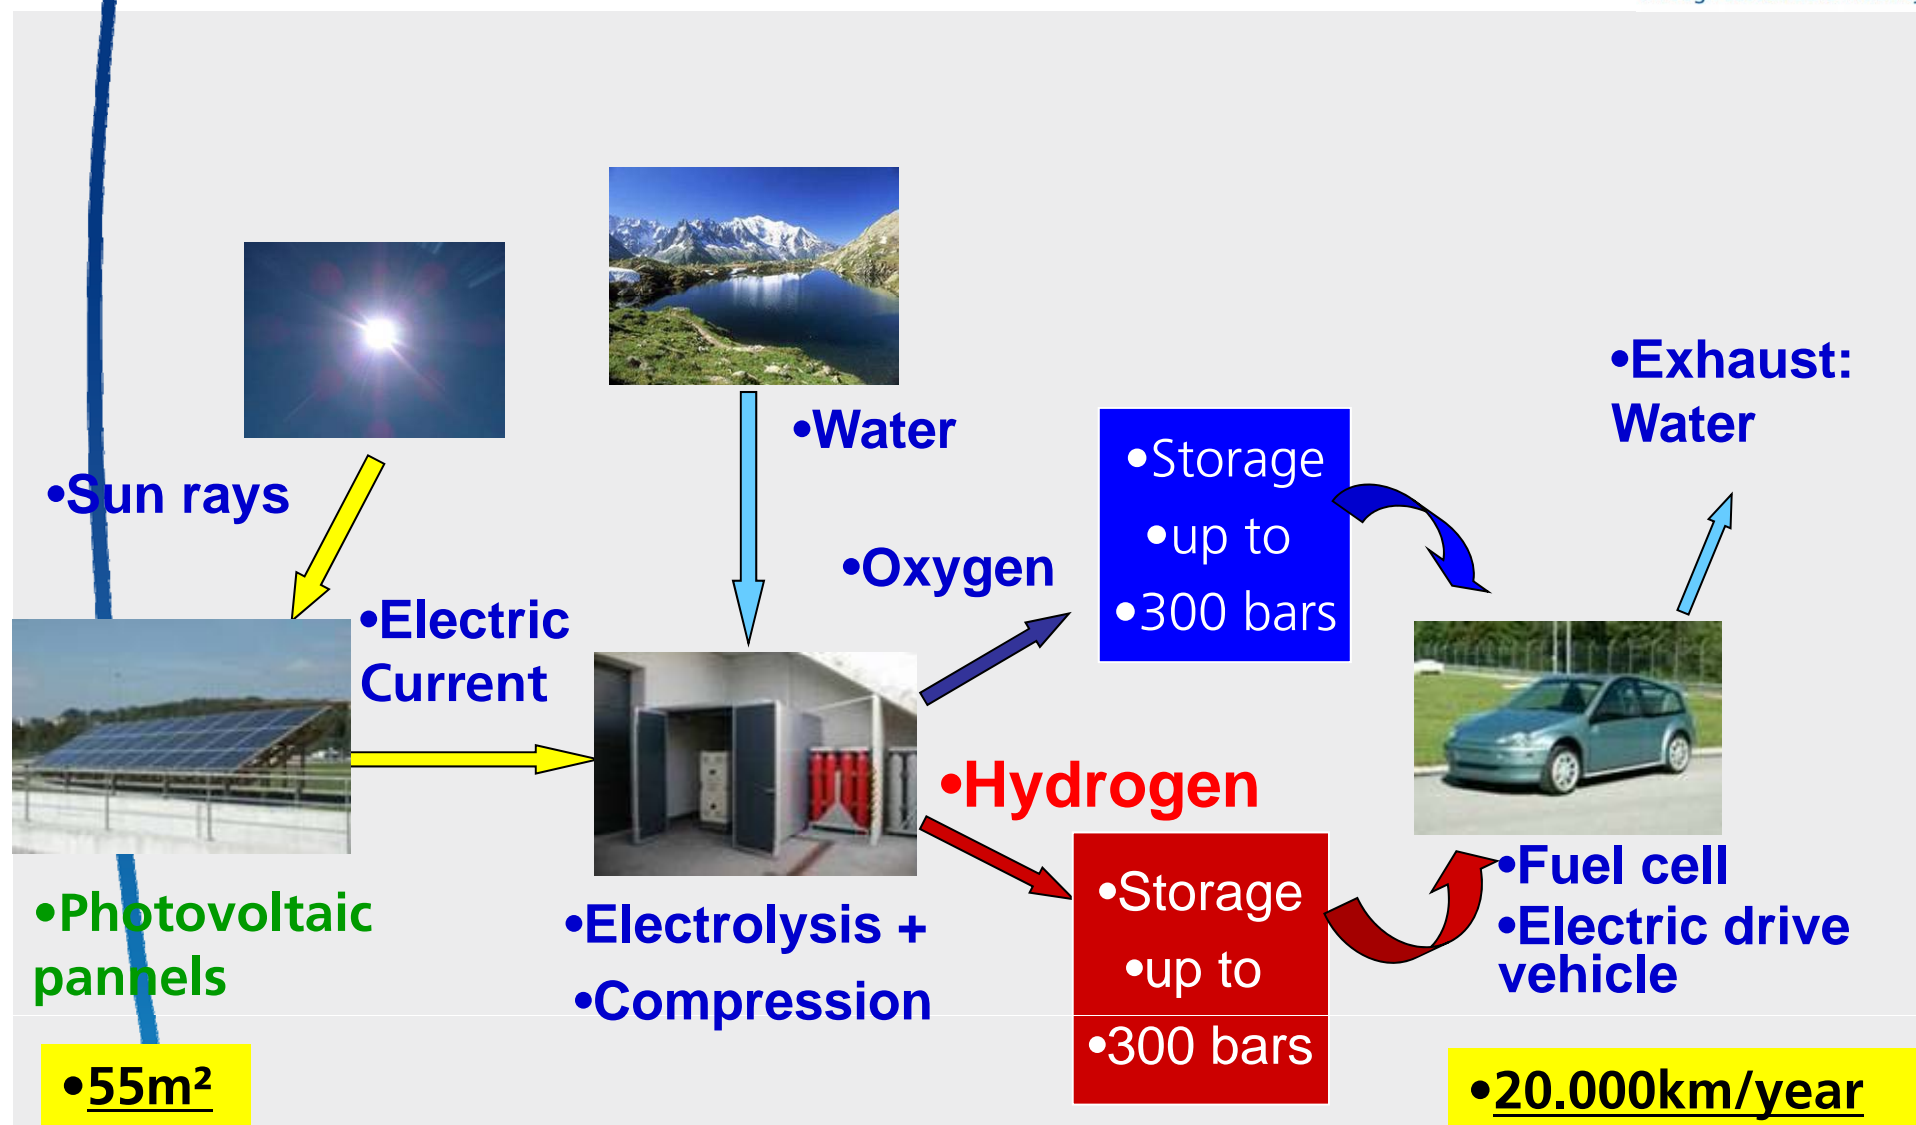 •Sun rays
•Water
•Exhaust:
Water
•Storage
•up to
•300 bars
•Oxygen
•Electric
Current
•Hydrogen
•Storage
•up to
•300 bars
•Fuel cell
•Electric drive
vehicle
•Photovoltaic
pannels
•Electrolysis +
•Compression
•55m²
•20.000km/year